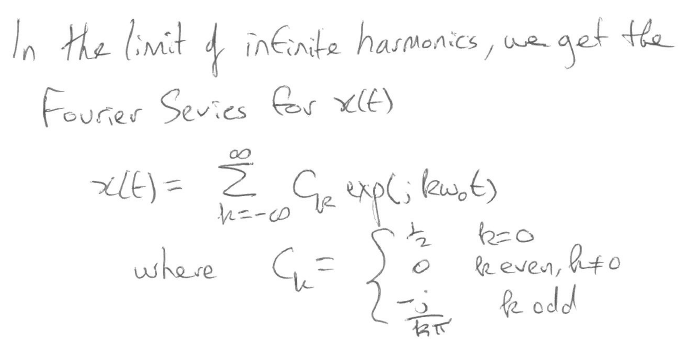 In the limit of infinite harmonics, we get the
Fourier Series for x(t)
x(t) = ∑_{k=-∞}^{∞} C_k exp(j k ω_0 t)
where C_k = { 1/2 k=0
0 k even, k≠0
-j/(kπ) k odd